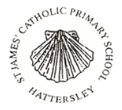 ST JAMES' CATHOLIC PRIMARY SCHOOL
HATTERSLEY